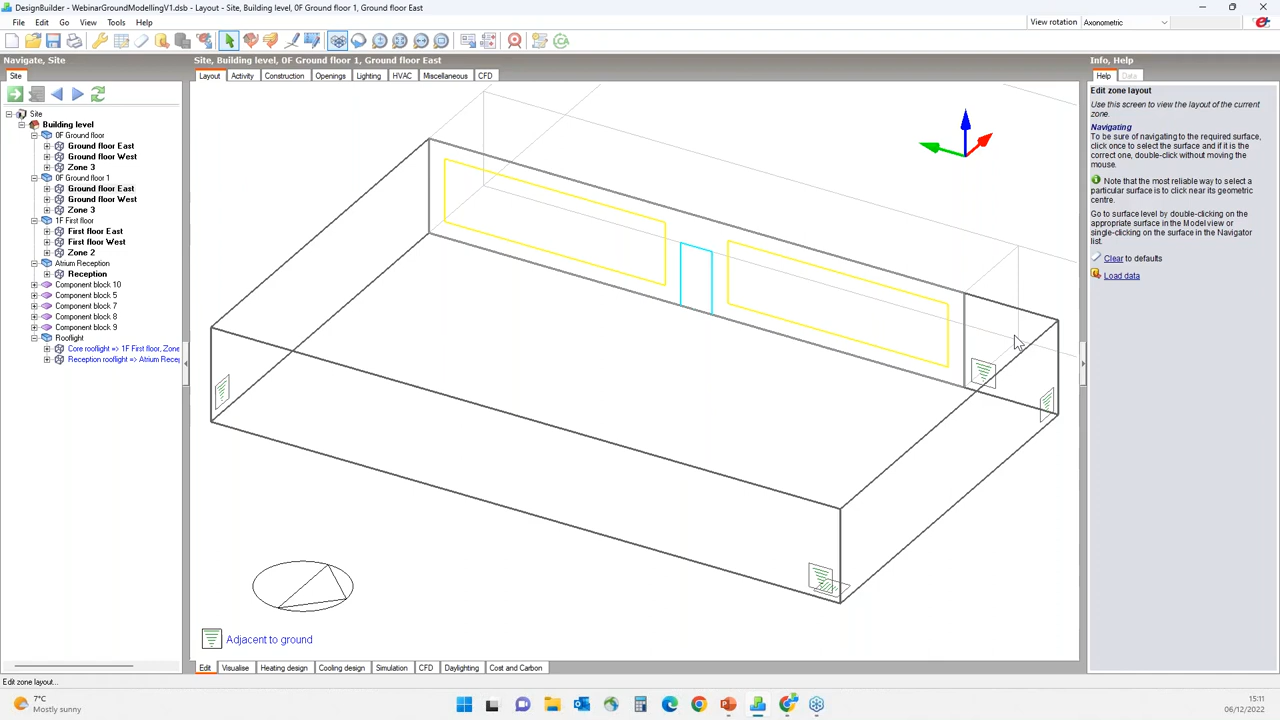 DesignBuilder - WebinarGroundModellingV1.dsb - Layout - Site, Building level, 0F Ground floor 1, Ground floor East
File Edit Go View Tools Help
View rotation Axonometric
Navigate, Site
Site, Building level, 0F Ground floor 1, Ground floor East
Info, Help
Site
Layout Activity Construction Openings Lighting HVAC Miscellaneous CFD
Help Data
Site
Building level
0F Ground floor
Ground floor East
Ground floor West
Zone 3
0F Ground floor 1
Ground floor East
Ground floor West
Zone 3
1F First floor
First floor East
First floor West
Zone 2
Atrium Reception
Reception
Component block 10
Component block 5
Component block 7
Component block 8
Component block 9
Rooflight
Core rooflight => 1F First floor, Zone
Reception rooflight => Atrium Recep
Edit zone layout
Use this screen to view the layout of the current
zone.
Navigating
To be sure of navigating to the required surface,
click once to select the surface and if it is the
correct one, double-click without moving the
mouse.
Note that the most reliable way to select a
particular surface is to click near its geometric
centre.
Go to surface level by double-clicking on the
appropriate surface in the Model view or
single-clicking on the surface in the Navigator
list.
Clear to defaults
Load data
Adjacent to ground
Edit Visualise Heating design Cooling design Simulation CFD Daylighting Cost and Carbon
Edit zone layout...
7°C
Mostly sunny
15:11
06/12/2022